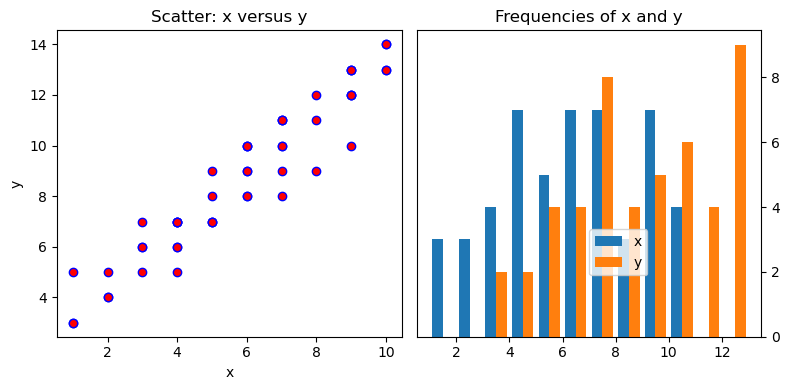 Scatter: x versus y
14
12
10
8
6
4
y
2 4 6 8 10
x
Frequencies of x and y
8
6
4
2
0
x
y
2 4 6 8 10 12